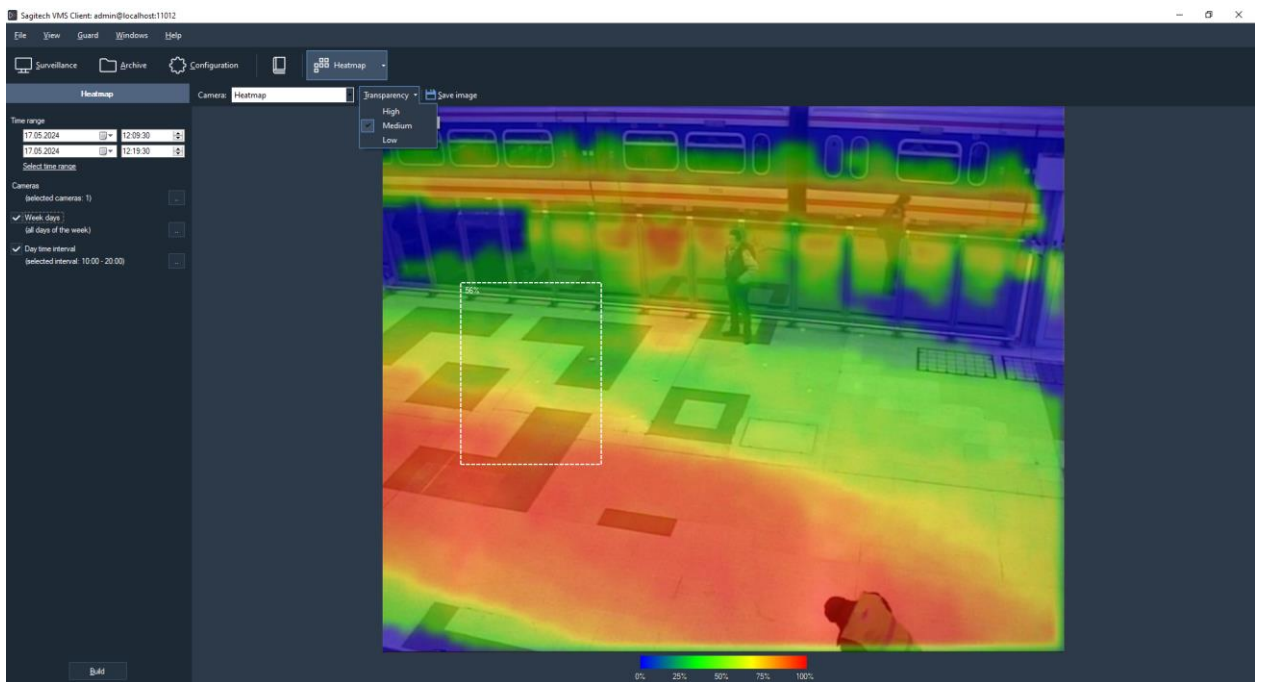 Sagitech VMS Client: admin@localhost:11012
File View Guard Windows Help
Surveillance Archive Configuration Heatmap
Heatmap
Camera: Heatmap Transparency Save image
High
Medium
Low
Time range
17.05.2024 12:09:30
17.05.2024 12:19:30
Select time range
Cameras
(selected cameras: 1)
...
Week days
(all days of the week)
...
Day time interval
(selected interval: 10:00 - 20:00)
...
56%
Build
0% 25% 50% 75% 100%